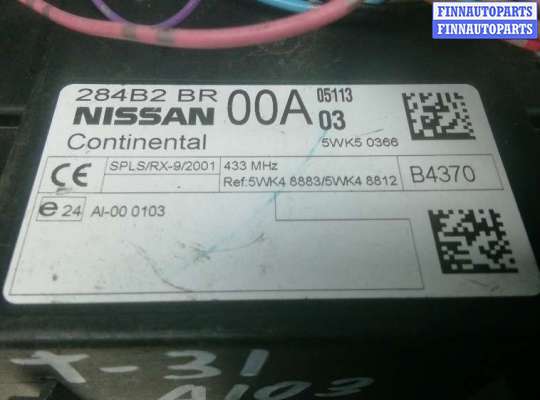 FINNAUTOPARTS
FINNAUTOPARTS
284B2 BR 00A 05113
NISSAN 03
Continental 5WK5 0366
CE SPLS/RX-9/2001 433 MHz B4370
Ref:5WK4 8883/5WK4 8812
e 24 AI-00 0103
X-31
A103